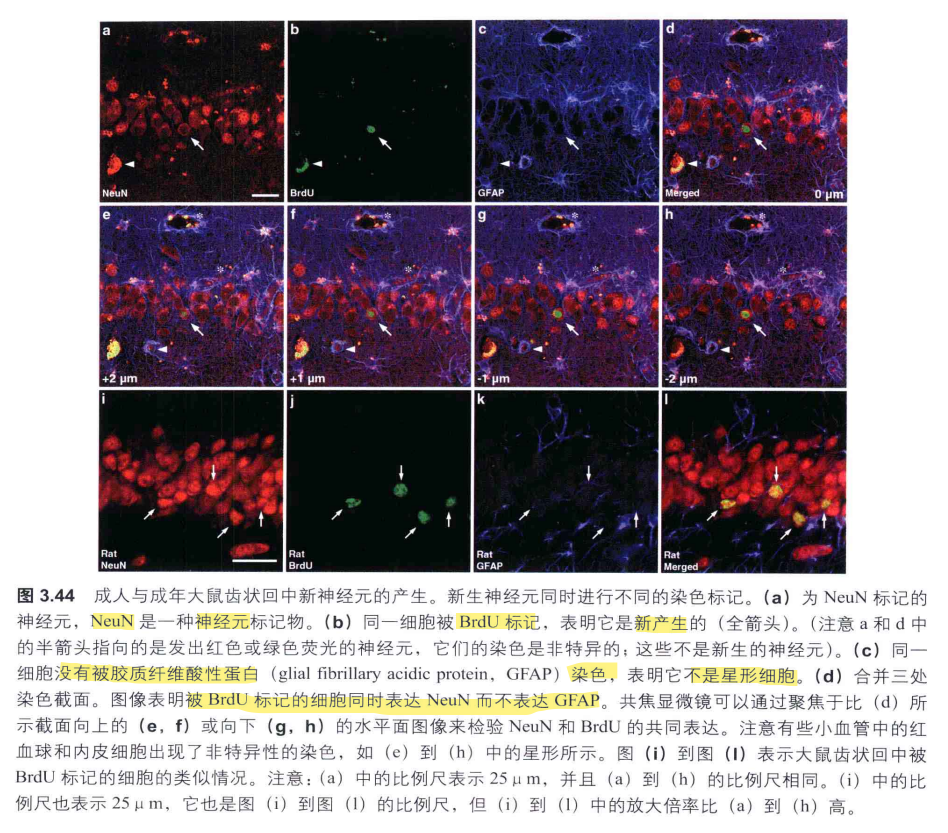 a
b
c
d
NeuN
BrdU
GFAP
Merged
0 μm
e
*
*
f
*
*
g
*
*
h
*
*
+2 μm
+1 μm
-1 μm
-2 μm
i
j
k
l
Rat
NeuN
Rat
BrdU
Rat
GFAP
Rat
Merged
图 3.44 成人与成年大鼠齿状回中新神经元的产生。新生神经元同时进行不同的染色标记。(a) 为 NeuN 标记的
神经元，NeuN 是一种神经元标记物。(b) 同一细胞被 BrdU 标记，表明它是新产生的（全箭头）。（注意 a 和 d 中
的半箭头指向的是发出红色或绿色荧光的神经元，它们的染色是非特异的；这些不是新生的神经元）。(c) 同一
细胞没有被胶质纤维酸性蛋白（glial fibrillary acidic protein，GFAP）染色，表明它不是星形细胞。(d) 合并三处
染色截面。图像表明被 BrdU 标记的细胞同时表达 NeuN 而不表达 GFAP。共焦显微镜可以通过聚焦于比（d）所
示截面向上的（e，f）或向下（g，h）的水平面图像来检验 NeuN 和 BrdU 的共同表达。注意有些小血管中的红
血球和内皮细胞出现了非特异性的染色，如（e）到（h）中的星形所示。图（i）到图（l）表示大鼠齿状回中被
BrdU 标记的细胞的类似情况。注意：（a）中的比例尺表示 25 μ m，并且（a）到（h）的比例尺相同。（i）中的比
例尺也表示 25 μ m，它也是图（i）到图（l）的比例尺，但（i）到（l）中的放大倍率比（a）到（h）高。